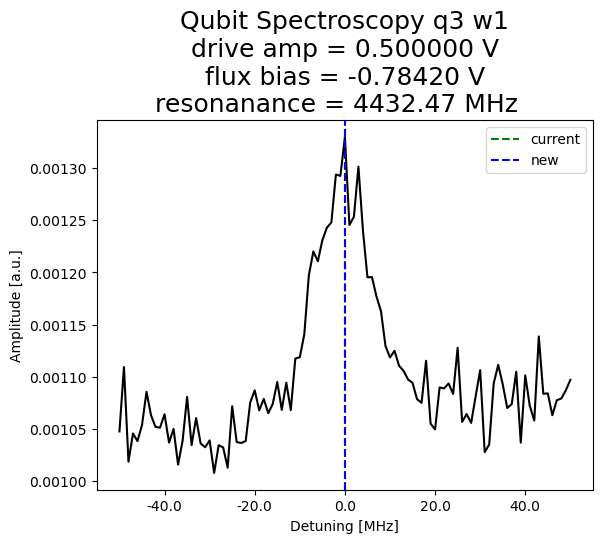 Qubit Spectroscopy q3 w1
drive amp = 0.500000 V
flux bias = -0.78420 V
resonanance = 4432.47 MHz
current
new
0.00130
0.00125
0.00120
0.00115
0.00110
0.00105
0.00100
Amplitude [a.u.]
-40.0
-20.0
0.0
20.0
40.0
Detuning [MHz]